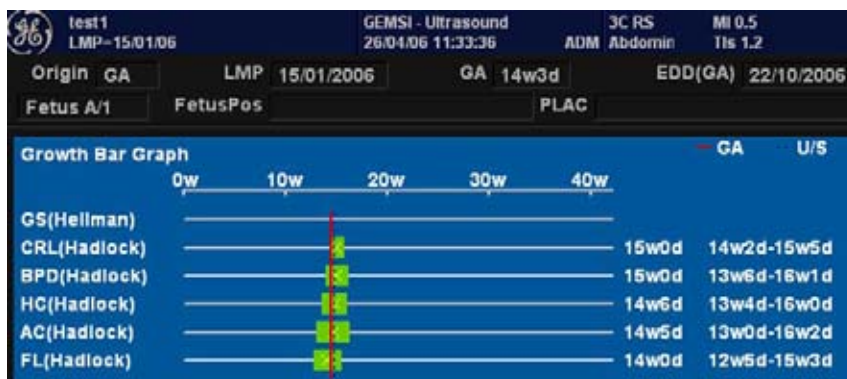 GE test1 GEMSI - Ultrasound 3C RS MI 0.5
LMP=15/01/06 26/04/06 11:33:36 ADM Abdomin TIs 1.2
Origin GA LMP 15/01/2006 GA 14w3d EDD(GA) 22/10/2006
Fetus A/1 FetusPos PLAC
Growth Bar Graph GA U/S
0w 10w 20w 30w 40w
GS(Hellman)
CRL(Hadlock) 15w0d 14w2d-15w5d
BPD(Hadlock) 15w0d 13w6d-16w1d
HC(Hadlock) 14w6d 13w4d-16w0d
AC(Hadlock) 14w5d 13w0d-16w2d
FL(Hadlock) 14w0d 12w5d-15w3d